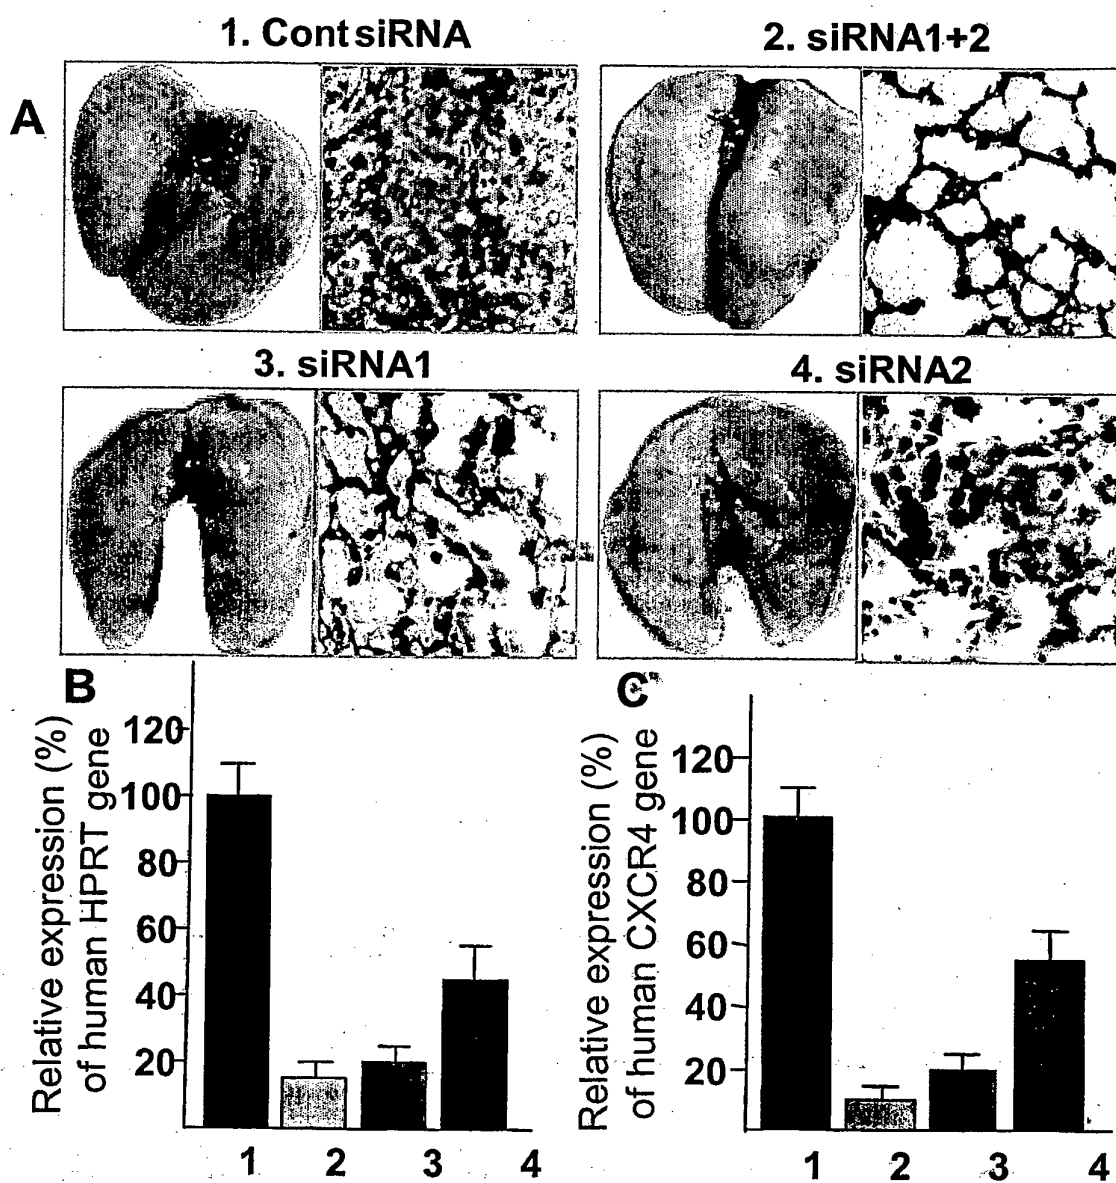 1. Cont siRNA
2. siRNA1+2
A
3. siRNA1
4. siRNA2
B
Relative expression (%)
of human HPRT gene
120
100
80
60
40
20
1 2 3 4
C
Relative expression (%)
of human CXCR4 gene
120
100
80
60
40
20
1 2 3 4